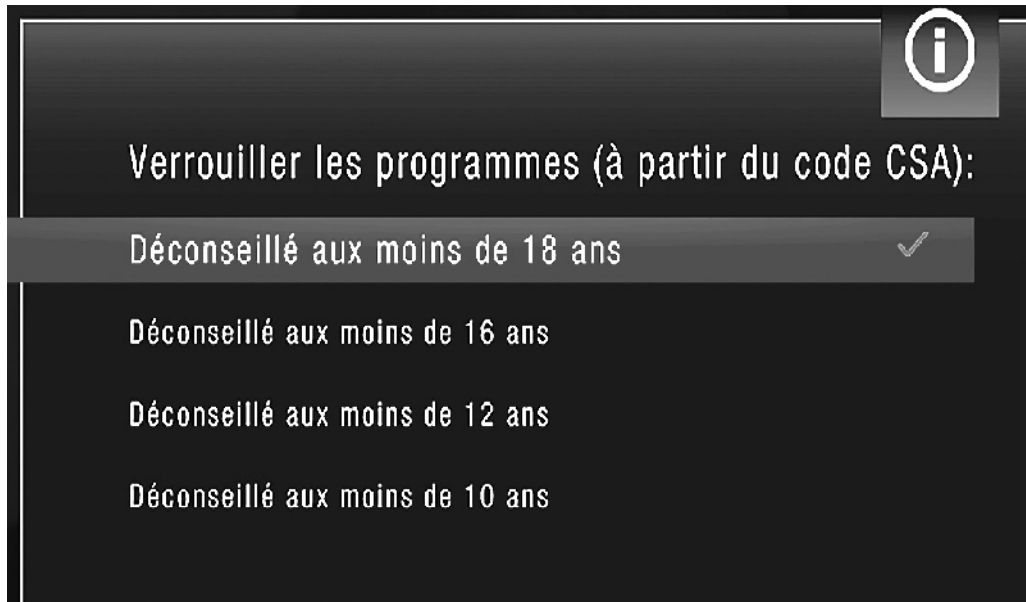 Verrouiller les programmes (à partir du code CSA):
Déconseillé aux moins de 18 ans
Déconseillé aux moins de 16 ans
Déconseillé aux moins de 12 ans
Déconseillé aux moins de 10 ans